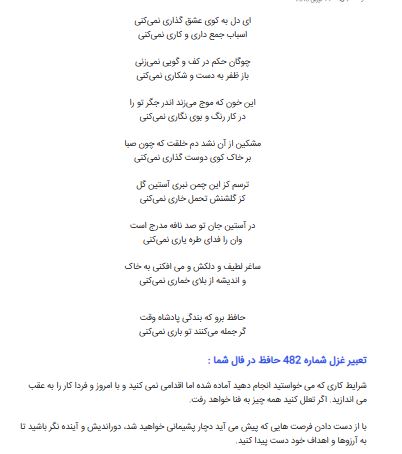 ای دل به کوی عشق گذاری نمی‌کنی
اسباب جمع داری و کاری نمی‌کنی
چوگان حکم در کف و گویی نمی‌زنی
باز ظفر به دست و شکاری نمی‌کنی
این خون که موج می‌زند اندر جگر تو را
در کار رنگ و بوی نگاری نمی‌کنی
مشکین از آن نشد دم خلقت که چون صبا
بر خاک کوی دوست گذاری نمی‌کنی
ترسم کز این چمن نبری آستین گل
کز گلشنش تحمل خاری نمی‌کنی
در آستین جان تو صد نافه مدرج است
وان را فدای طره یاری نمی‌کنی
ساغر لطیف و دلکش و می افکنی به خاک
و اندیشه از بلای خماری نمی‌کنی
حافظ برو که بندگی پادشاه وقت
گر جمله می‌کنند تو باری نمی‌کنی
تعبیر غزل شماره 482 حافظ در فال شما :
شرایط کاری که می خواستید انجام دهید آماده شده اما اقدامی نمی کنید و با امروز و فردا کار را به عقب
می اندازید. اگر تعلل کنید همه چیز به فنا خواهد رفت.
با از دست دادن فرصت هایی که پیش می آید دچار پشیمانی خواهید شد، دوراندیش و آینده نگر باشید تا
به آرزوها و اهداف خود دست پیدا کنید.